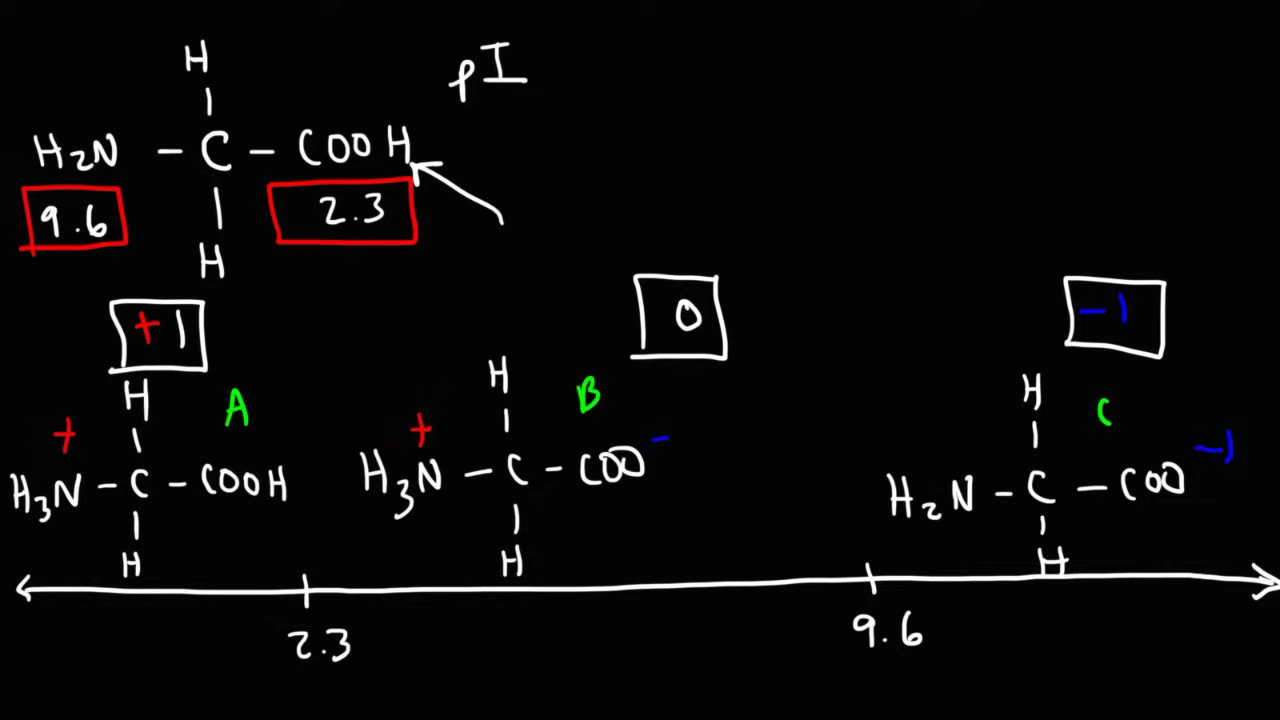 H
pI
H₂N - C - COOH
9.6 2.3
H
+1 0 -1
H A H B H C
+ + - -1
H₃N - C - COOH H₃N - C - COO H₂N - C - COO
H H H
2.3 9.6